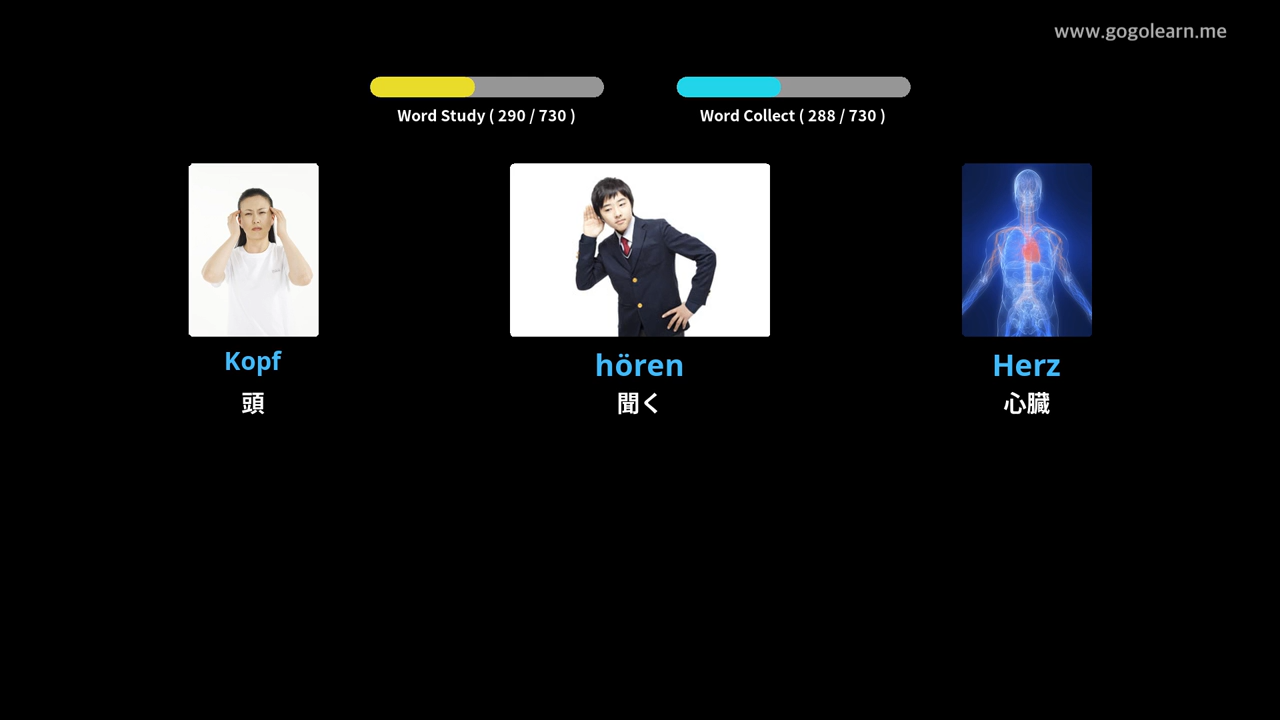 www.gogolearn.me
Word Study ( 290 / 730 )
Word Collect ( 288 / 730 )
Kopf
頭
hören
聞く
Herz
心臓